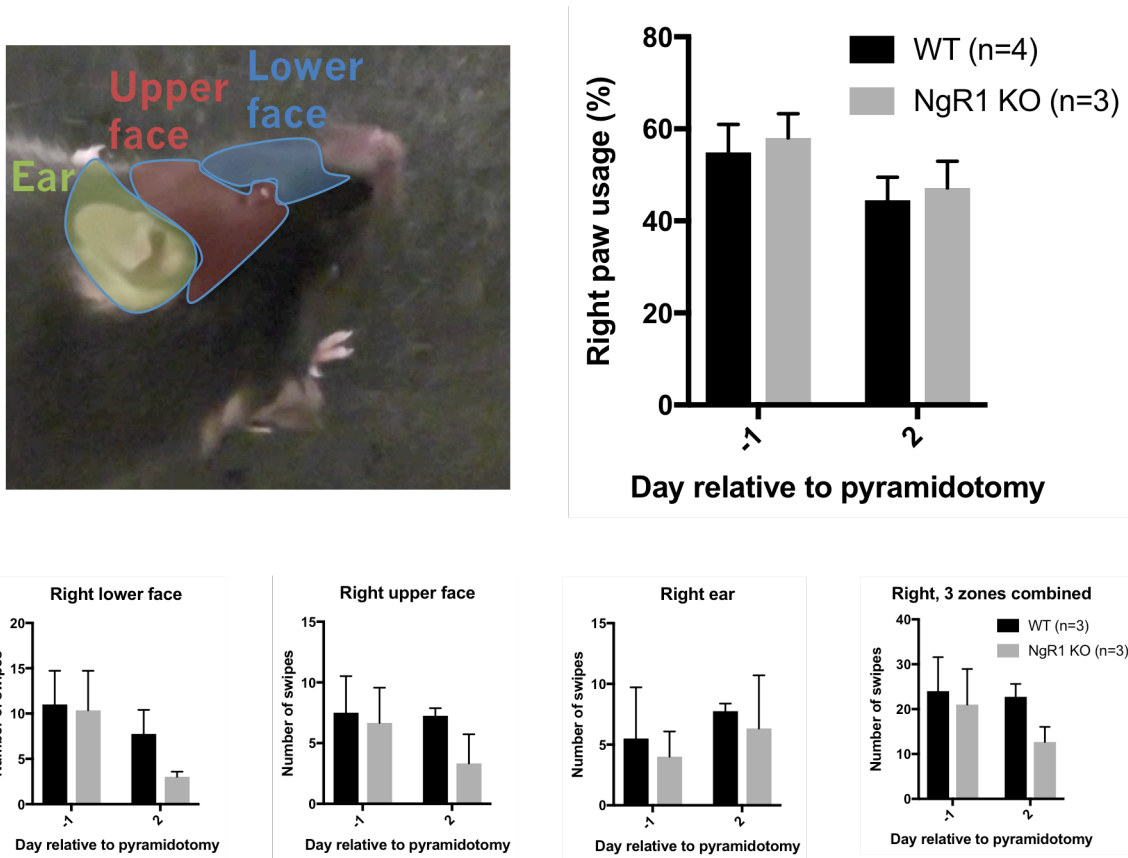 Ear
Upper
face
Lower
face
80
60
40
20
0
Right paw usage (%)
WT (n=4)
NgR1 KO (n=3)
-1
2
Day relative to pyramidotomy
Right lower face
20
15
10
5
0
-1
2
Day relative to pyramidotomy
Right upper face
Number of swipes
15
10
5
0
-1
2
Day relative to pyramidotomy
Right ear
Number of swipes
15
10
5
0
-1
2
Day relative to pyramidotomy
Right, 3 zones combined
Number of swipes
40
30
20
10
0
WT (n=3)
NgR1 KO (n=3)
-1
2
Day relative to pyramidotomy